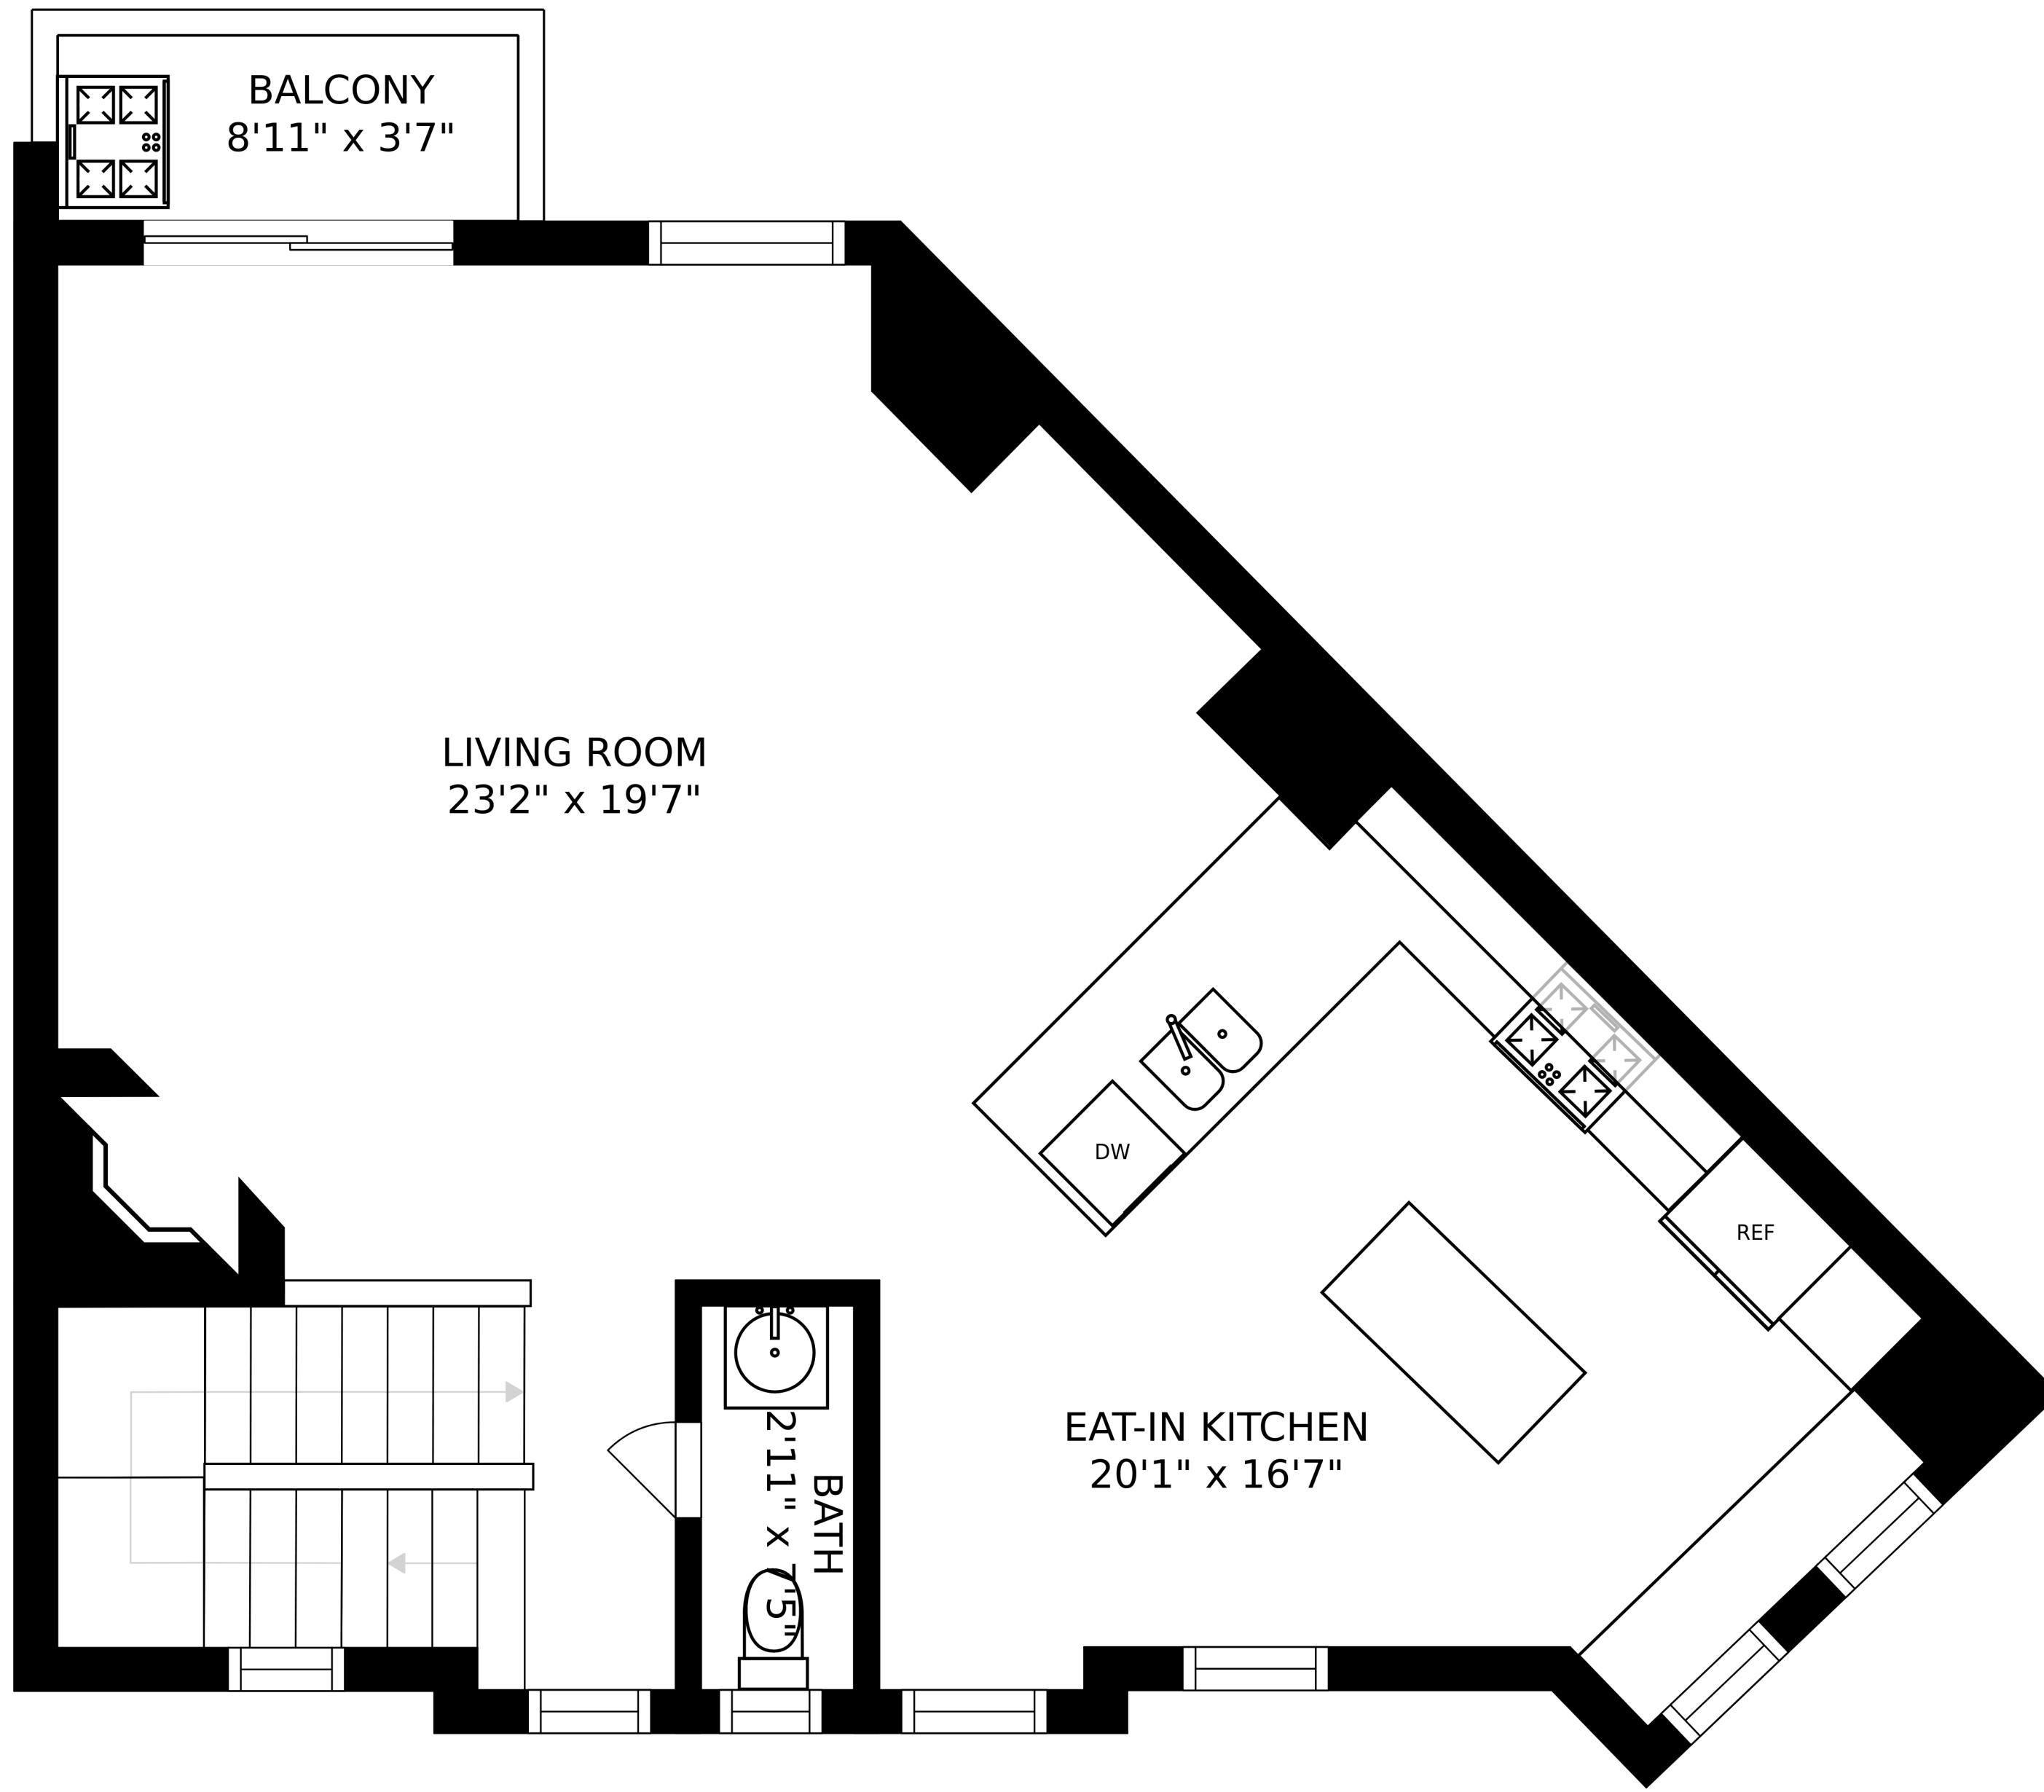 BALCONY
8'11" x 3'7"
LIVING ROOM
23'2" x 19'7"
DW
REF
EAT-IN KITCHEN
20'1" x 16'7"
BATH
2'11" x 7'5"